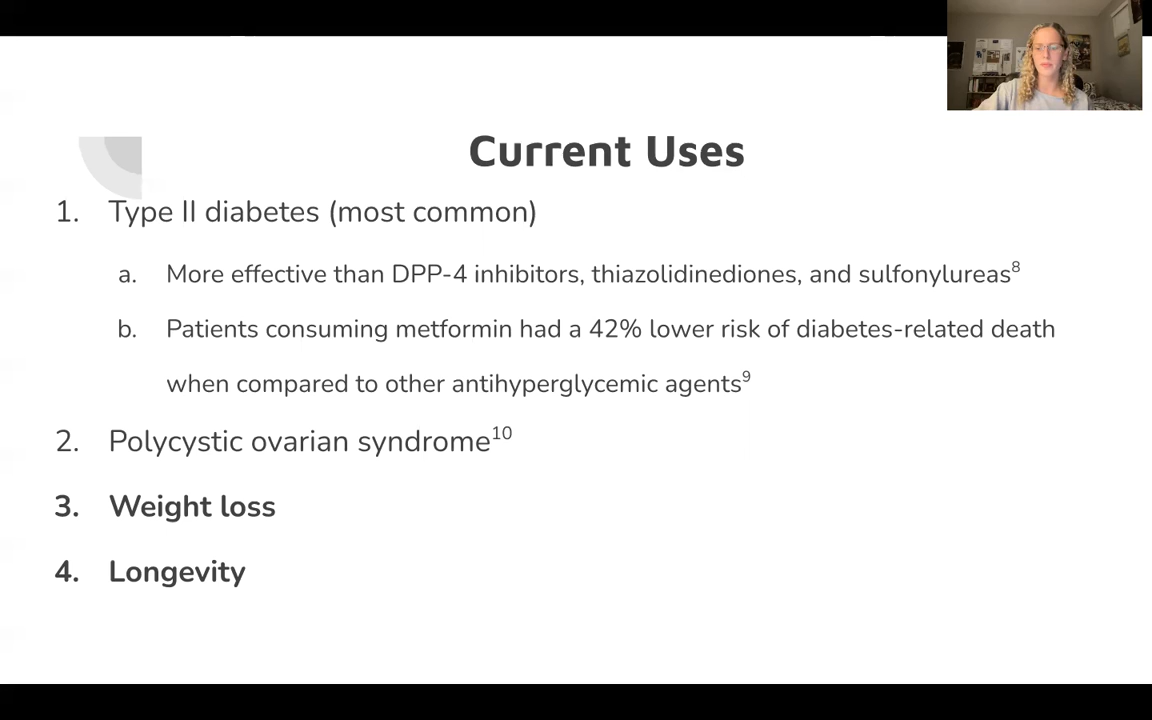 Current Uses
1. Type II diabetes (most common)
a. More effective than DPP-4 inhibitors, thiazolidinediones, and sulfonylureas⁸
b. Patients consuming metformin had a 42% lower risk of diabetes-related death
when compared to other antihyperglycemic agents⁹
2. Polycystic ovarian syndrome¹⁰
3. Weight loss
4. Longevity